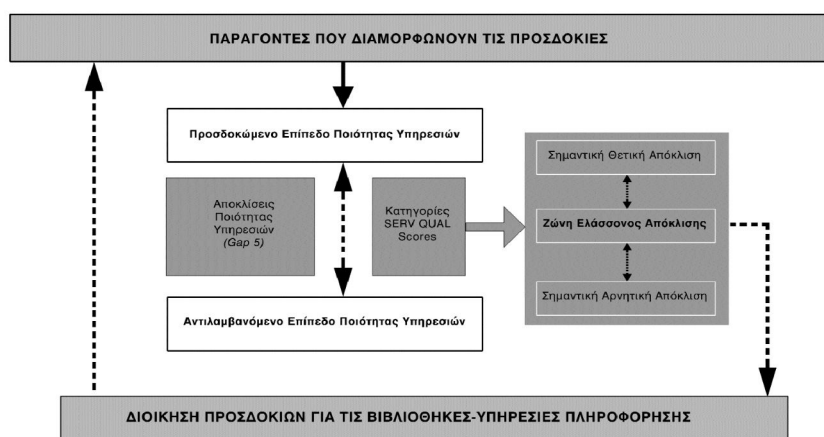 ΠΑΡΑΓΟΝΤΕΣ ΠΟΥ ΔΙΑΜΟΡΦΩΝΟΥΝ ΤΙΣ ΠΡΟΣΔΟΚΙΕΣ
Προσδοκώμενο Επίπεδο Ποιότητας Υπηρεσιών
Αποκλίσεις
Ποιότητας
Υπηρεσιών
(Gap 5)
Κατηγορίες
SERV QUAL
Scores
Σημαντική Θετική Απόκλιση
Ζώνη Ελάσσονος Απόκλισης
Σημαντική Αρνητική Απόκλιση
Αντιλαμβανόμενο Επίπεδο Ποιότητας Υπηρεσιών
ΔΙΟΙΚΗΣΗ ΠΡΟΣΔΟΚΙΩΝ ΓΙΑ ΤΙΣ ΒΙΒΛΙΟΘΗΚΕΣ-ΥΠΗΡΕΣΙΕΣ ΠΛΗΡΟΦΟΡΗΣΗΣ